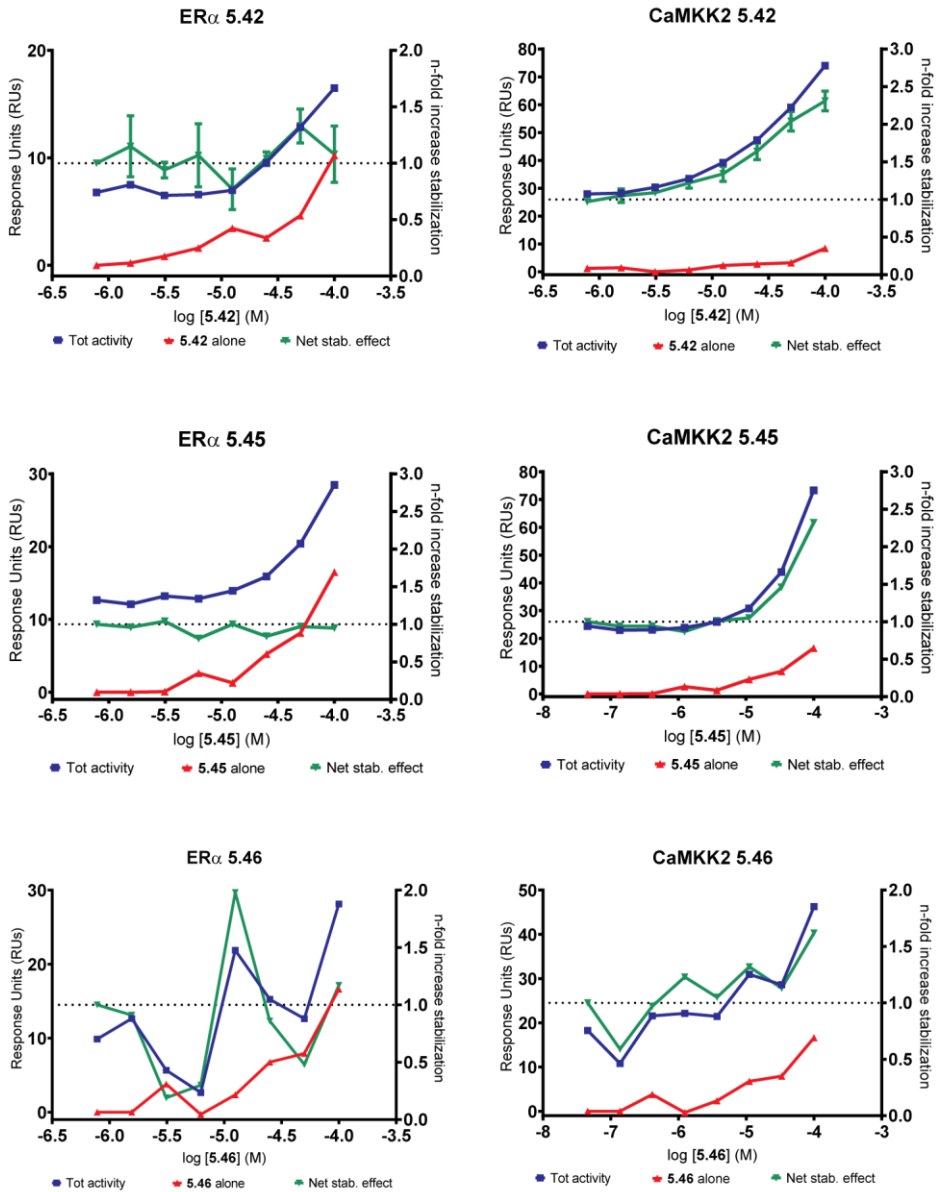 ERα 5.42
20
10
0
Response Units (RUs)
2.0
1.5
1.0
0.5
0.0
n-fold increase stabilization
-6.5 -6.0 -5.5 -5.0 -4.5 -4.0 -3.5
log [5.42] (M)
Tot activity 5.42 alone Net stab. effect
CaMKK2 5.42
80
70
60
50
40
30
20
10
0
Response Units (RUs)
3.0
2.5
2.0
1.5
1.0
0.5
0.0
n-fold increase stabilization
-6.5 -6.0 -5.5 -5.0 -4.5 -4.0 -3.5
log [5.42] (M)
Tot activity 5.42 alone Net stab. effect
ERα 5.45
30
20
10
0
Response Units (RUs)
3.0
2.5
2.0
1.5
1.0
0.5
0.0
n-fold increase stabilization
-6.5 -6.0 -5.5 -5.0 -4.5 -4.0 -3.5
log [5.45] (M)
Tot activity 5.45 alone Net stab. effect
CaMKK2 5.45
80
70
60
50
40
30
20
10
0
Response Units (RUs)
3.0
2.5
2.0
1.5
1.0
0.5
0.0
n-fold increase stabilization
-8 -7 -6 -5 -4 -3
log [5.45] (M)
Tot activity 5.45 alone Net stab. effect
ERα 5.46
30
20
10
0
Response Units (RUs)
2.0
1.5
1.0
0.5
0.0
n-fold increase stabilization
-6.5 -6.0 -5.5 -5.0 -4.5 -4.0 -3.5
log [5.46] (M)
Tot activity 5.46 alone Net stab. effect
CaMKK2 5.46
50
40
30
20
10
0
Response Units (RUs)
2.0
1.5
1.0
0.5
0.0
n-fold increase stabilization
-8 -7 -6 -5 -4 -3
log [5.46] (M)
Tot activity 5.46 alone Net stab. effect